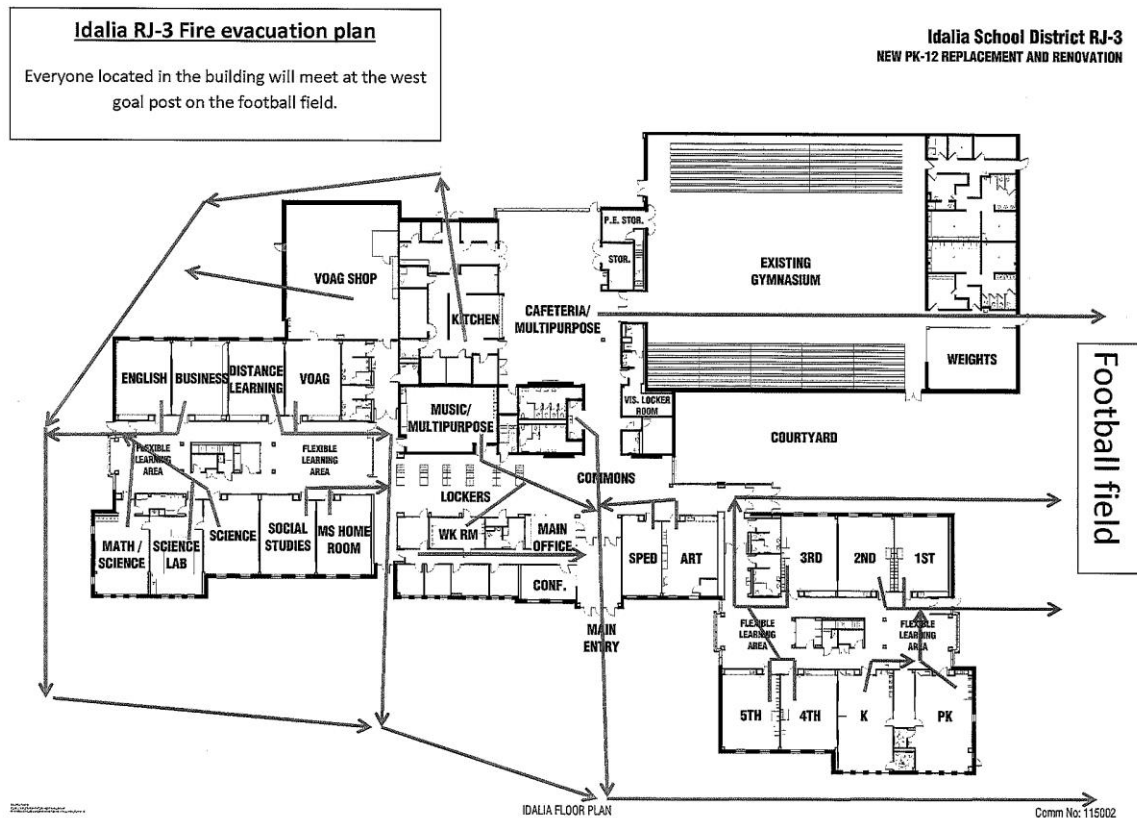 Idalia RJ-3 Fire evacuation plan
Everyone located in the building will meet at the west
goal post on the football field.
Idalia School District RJ-3
NEW PK-12 REPLACEMENT AND RENOVATION
P.E. STOR.
STOR.
VOAG SHOP
KITCHEN
CAFETERIA/
MULTIPURPOSE
EXISTING
GYMNASIUM
WEIGHTS
ENGLISH
BUSINESS
DISTANCE
LEARNING
VOAG
MUSIC/
MULTIPURPOSE
VIS. LOCKER
ROOM
COURTYARD
Football field
FLEXIBLE
LEARNING
AREA
FLEXIBLE
LEARNING
AREA
LOCKERS
COMMONS
MATH /
SCIENCE
SCIENCE
LAB
SCIENCE
SOCIAL
STUDIES
MS HOME
ROOM
WK RM
MAIN
OFFICE
CONF.
SPED
ART
3RD
2ND
1ST
MAIN
ENTRY
FLEXIBLE
LEARNING
AREA
FLEXIBLE
LEARNING
AREA
5TH
4TH
K
PK
IDALIA FLOOR PLAN
Comm No: 115002